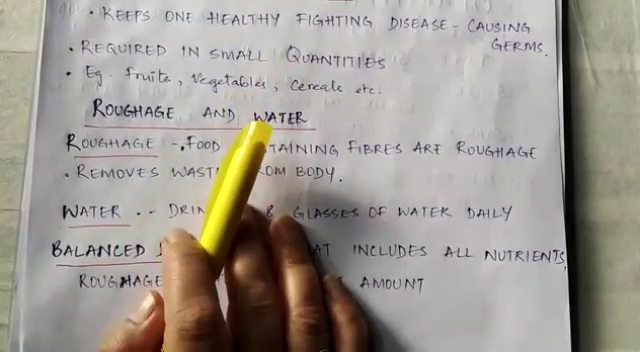 • KEEPS ONE HEALTHY FIGHTING DISEASE - CAUSING
GERMS.
• REQUIRED IN SMALL QUANTITIES
• Eg. Fruits, Vegetables, Cereals etc.
ROUGHAGE AND WATER
ROUGHAGE - • FOOD TAINING FIBRES ARE ROUGHAGE
• REMOVES WAST OM BODY.
WATER - • DRIN 8 GLASSES OF WATER DAILY
BALANCED AT INCLUDES ALL NUTRIENTS,
ROUGHAGE AMOUNT